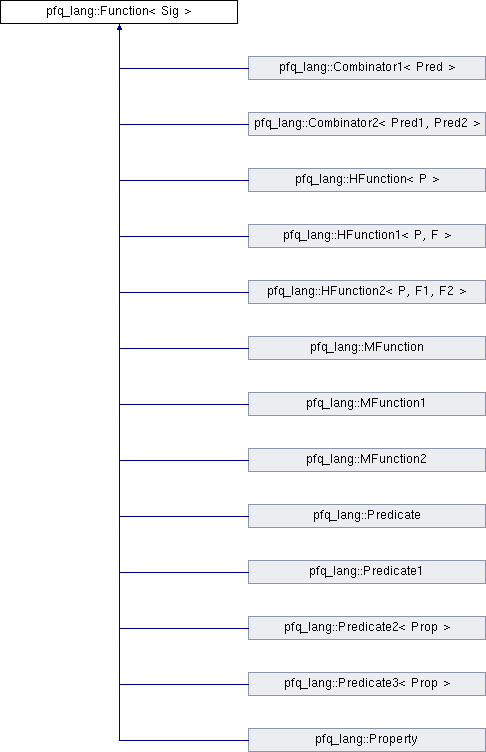 pfq_lang::Function< Sig >
pfq_lang::Combinator1< Pred >
pfq_lang::Combinator2< Pred1, Pred2 >
pfq_lang::HFunction< P >
pfq_lang::HFunction1< P, F >
pfq_lang::HFunction2< P, F1, F2 >
pfq_lang::MFunction
pfq_lang::MFunction1
pfq_lang::MFunction2
pfq_lang::Predicate
pfq_lang::Predicate1
pfq_lang::Predicate2< Prop >
pfq_lang::Predicate3< Prop >
pfq_lang::Property